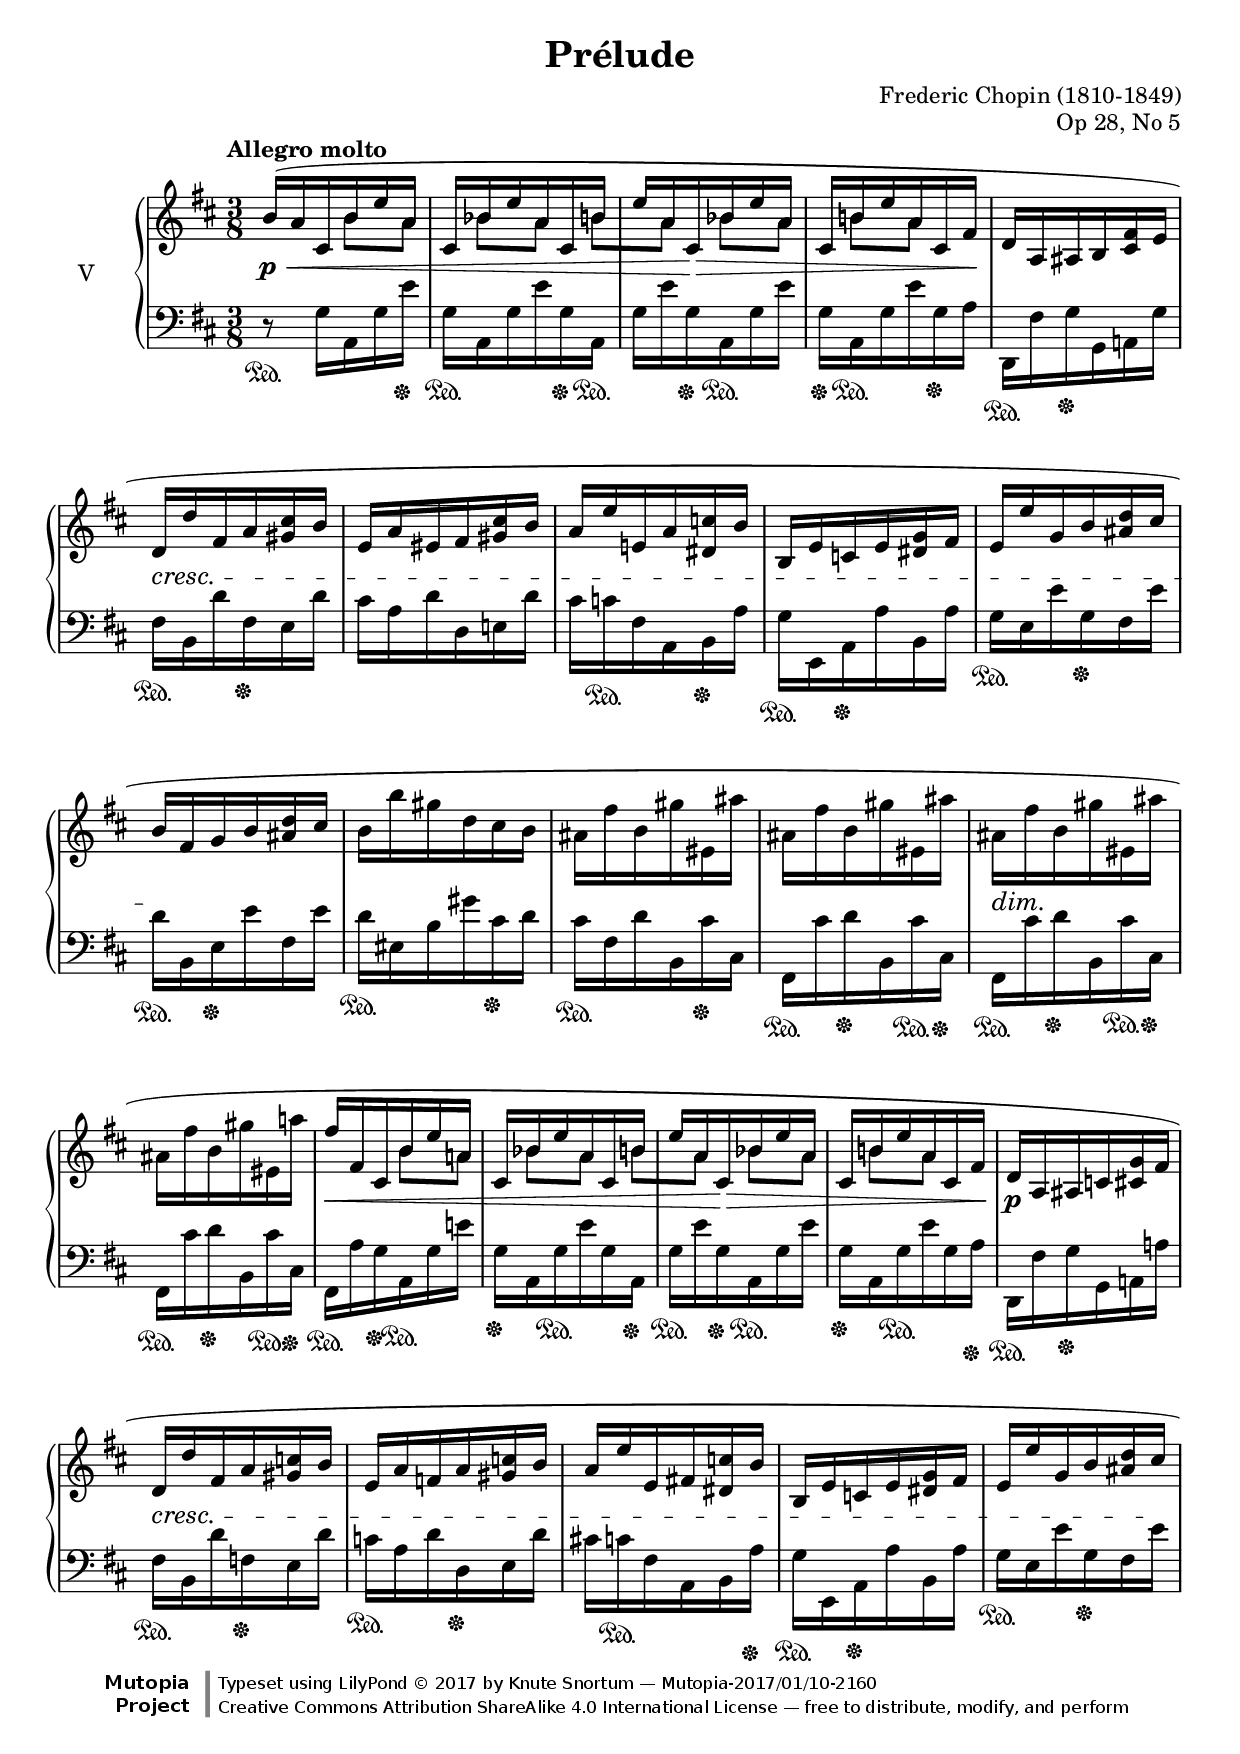 Prélude
Frederic Chopin (1810-1849)
Op 28, No 5
Allegro molto
V
p
cresc.
dim.
p
cresc.
Mutopia Project
Typeset using LilyPond © 2017 by Knute Snortum — Mutopia-2017/01/10-2160
Creative Commons Attribution ShareAlike 4.0 International License — free to distribute, modify, and perform